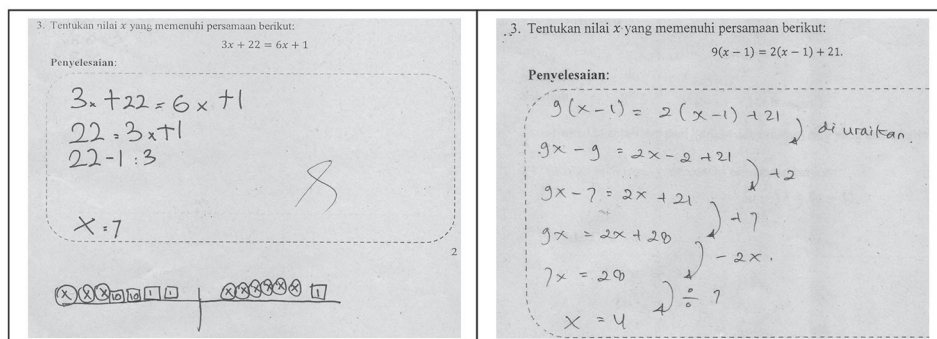 3. Tentukan nilai x yang memenuhi persamaan berikut:
3x + 22 = 6x + 1
Penyelesaian:
3x + 22 = 6x + 1
22 = 3x + 1
22 - 1 : 3
x = 7
2
x x x 10 10 1 1 x x x x x x 1
3. Tentukan nilai x yang memenuhi persamaan berikut:
9(x − 1) = 2(x − 1) + 21.
Penyelesaian:
9(x-1) = 2(x-1) + 21
di uraikan.
9x - 9 = 2x - 2 + 21
+2
9x - 7 = 2x + 21
+7
9x = 2x + 28
- 2x.
7x = 28
÷ 7
x = 4